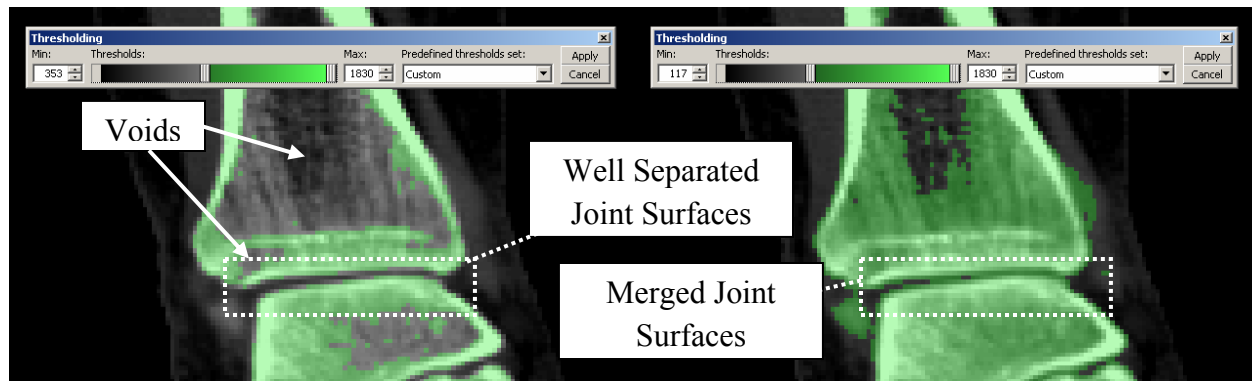 Thresholding
Min: Thresholds: Max: Predefined thresholds set:
353 1830 Custom
Apply
Cancel
Thresholding
Min: Thresholds: Max: Predefined thresholds set:
117 1830 Custom
Apply
Cancel
Voids
Well Separated
Joint Surfaces
Merged Joint
Surfaces